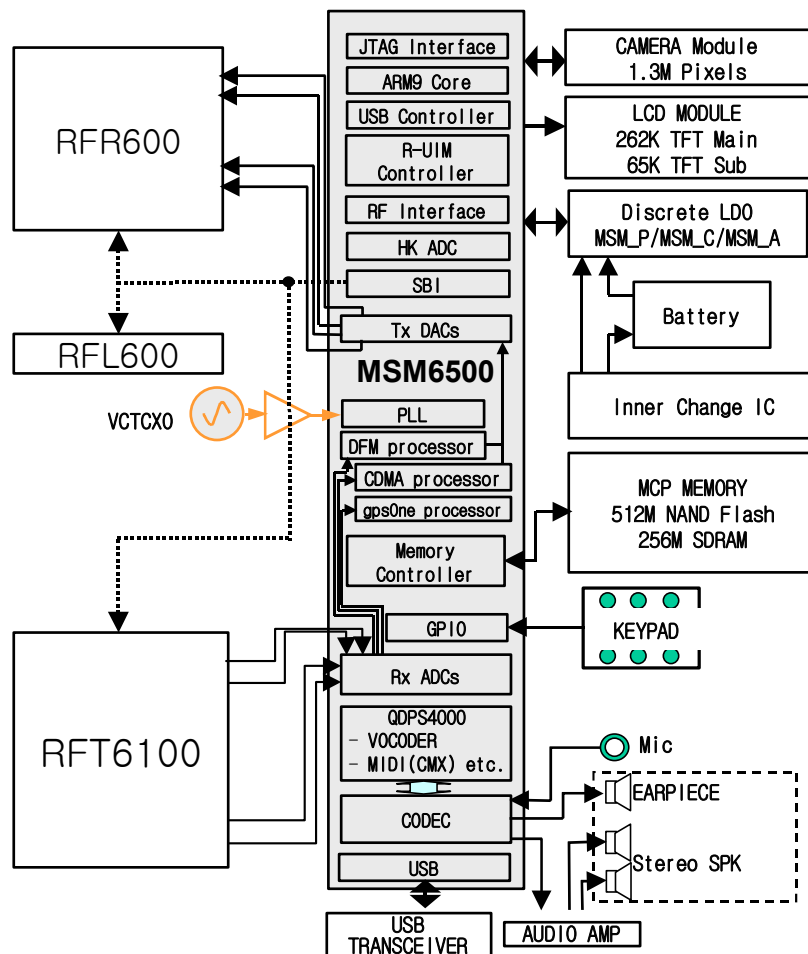 JTAG Interface
ARM9 Core
USB Controller
R-UIM
Controller
RF Interface
HK ADC
SBI
Tx DACs
MSM6500
PLL
DFM processor
CDMA processor
gpsOne processor
Memory
Controller
GPIO
Rx ADCs
QDPS4000
- VOCODER
- MIDI(CMX) etc.
CODEC
USB
RFR600
RFL600
VCTCXO
RFT6100
CAMERA Module
1.3M Pixels
LCD MODULE
262K TFT Main
65K TFT Sub
Discrete LDO
MSM_P/MSM_C/MSM_A
Battery
Inner Change IC
MCP MEMORY
512M NAND Flash
256M SDRAM
KEYPAD
Mic
EARPIECE
Stereo SPK
USB
TRANSCEIVER
AUDIO AMP